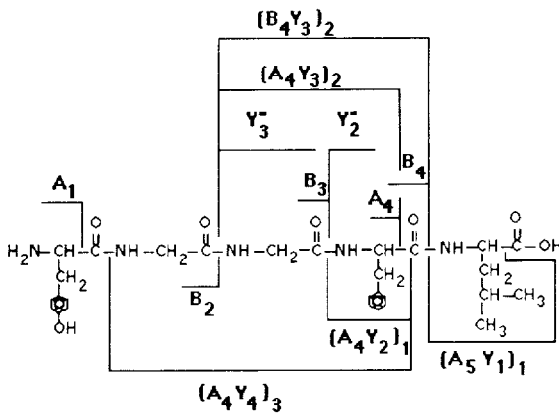 (B₄Y₃)₂
(A₄Y₃)₂
Y₃⁼ Y₂⁼
A₁ B₃ A₄ B₄
O O O O O
H₂N-CH-C-NH-CH₂-C-NH-CH₂-C-NH-CH-C-NH-CH-C-OH
CH₂ CH₂ CH₂
B₂
CH-CH₃
OH CH₃
(A₄Y₂)₁ (A₅Y₁)₁
(A₄Y₄)₃